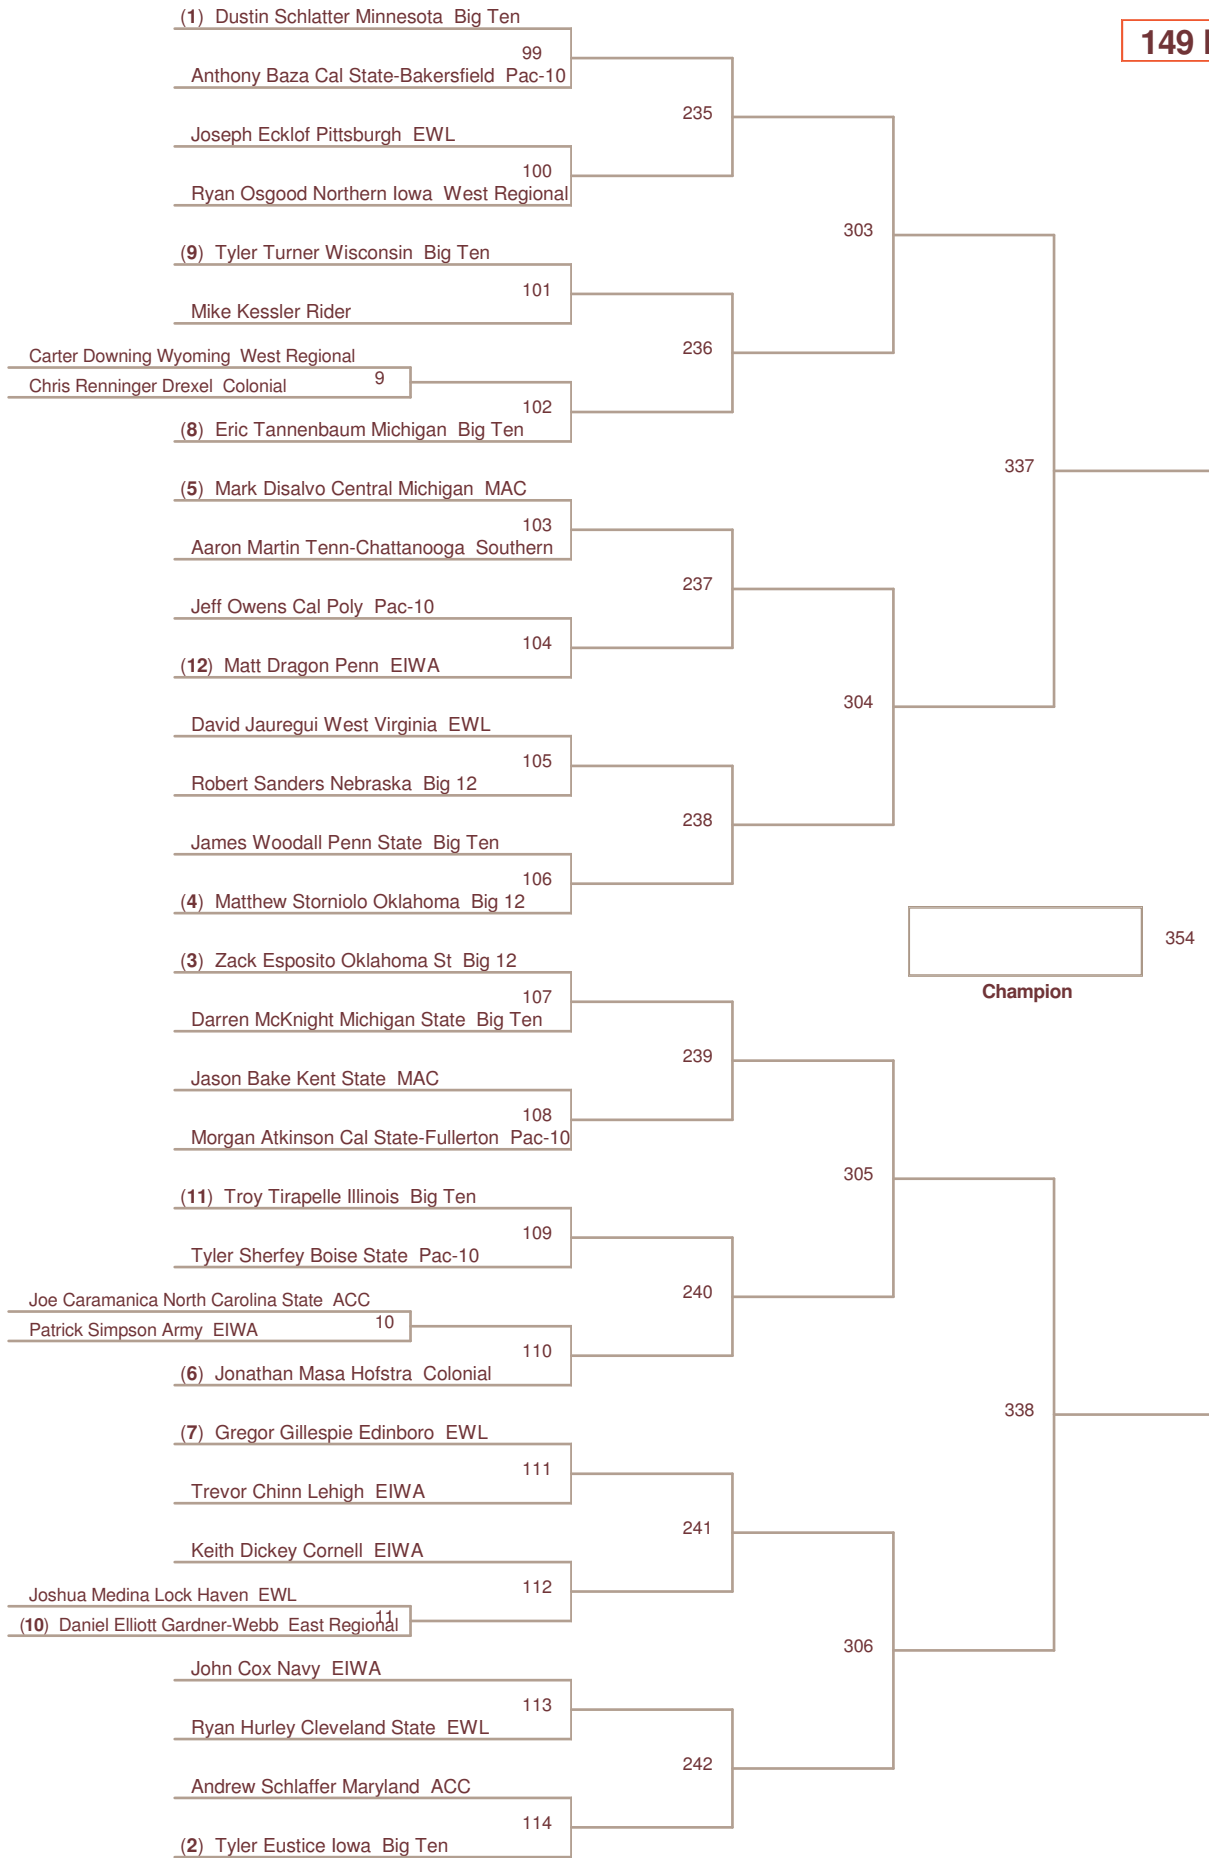 (1) Dustin Schlatter Minnesota Big Ten
149
99
Anthony Baza Cal State-Bakersfield Pac-10
235
Joseph Ecklof Pittsburgh EWL
100
Ryan Osgood Northern Iowa West Regional
303
(9) Tyler Turner Wisconsin Big Ten
101
Mike Kessler Rider
236
Carter Downing Wyoming West Regional
9
Chris Renninger Drexel Colonial
102
(8) Eric Tannenbaum Michigan Big Ten
337
(5) Mark Disalvo Central Michigan MAC
103
Aaron Martin Tenn-Chattanooga Southern
237
Jeff Owens Cal Poly Pac-10
104
(12) Matt Dragon Penn EIWA
304
David Jauregui West Virginia EWL
105
Robert Sanders Nebraska Big 12
238
James Woodall Penn State Big Ten
106
(4) Matthew Storniolo Oklahoma Big 12
354
Champion
(3) Zack Esposito Oklahoma St Big 12
107
Darren McKnight Michigan State Big Ten
239
Jason Bake Kent State MAC
108
Morgan Atkinson Cal State-Fullerton Pac-10
305
(11) Troy Tirapelle Illinois Big Ten
109
Tyler Sherfey Boise State Pac-10
240
Joe Caramanica North Carolina State ACC
10
Patrick Simpson Army EIWA
110
(6) Jonathan Masa Hofstra Colonial
338
(7) Gregor Gillespie Edinboro EWL
111
Trevor Chinn Lehigh EIWA
241
Keith Dickey Cornell EIWA
112
Joshua Medina Lock Haven EWL
11
(10) Daniel Elliott Gardner-Webb East Regional
306
John Cox Navy EIWA
113
Ryan Hurley Cleveland State EWL
242
Andrew Schlaffer Maryland ACC
114
(2) Tyler Eustice Iowa Big Ten